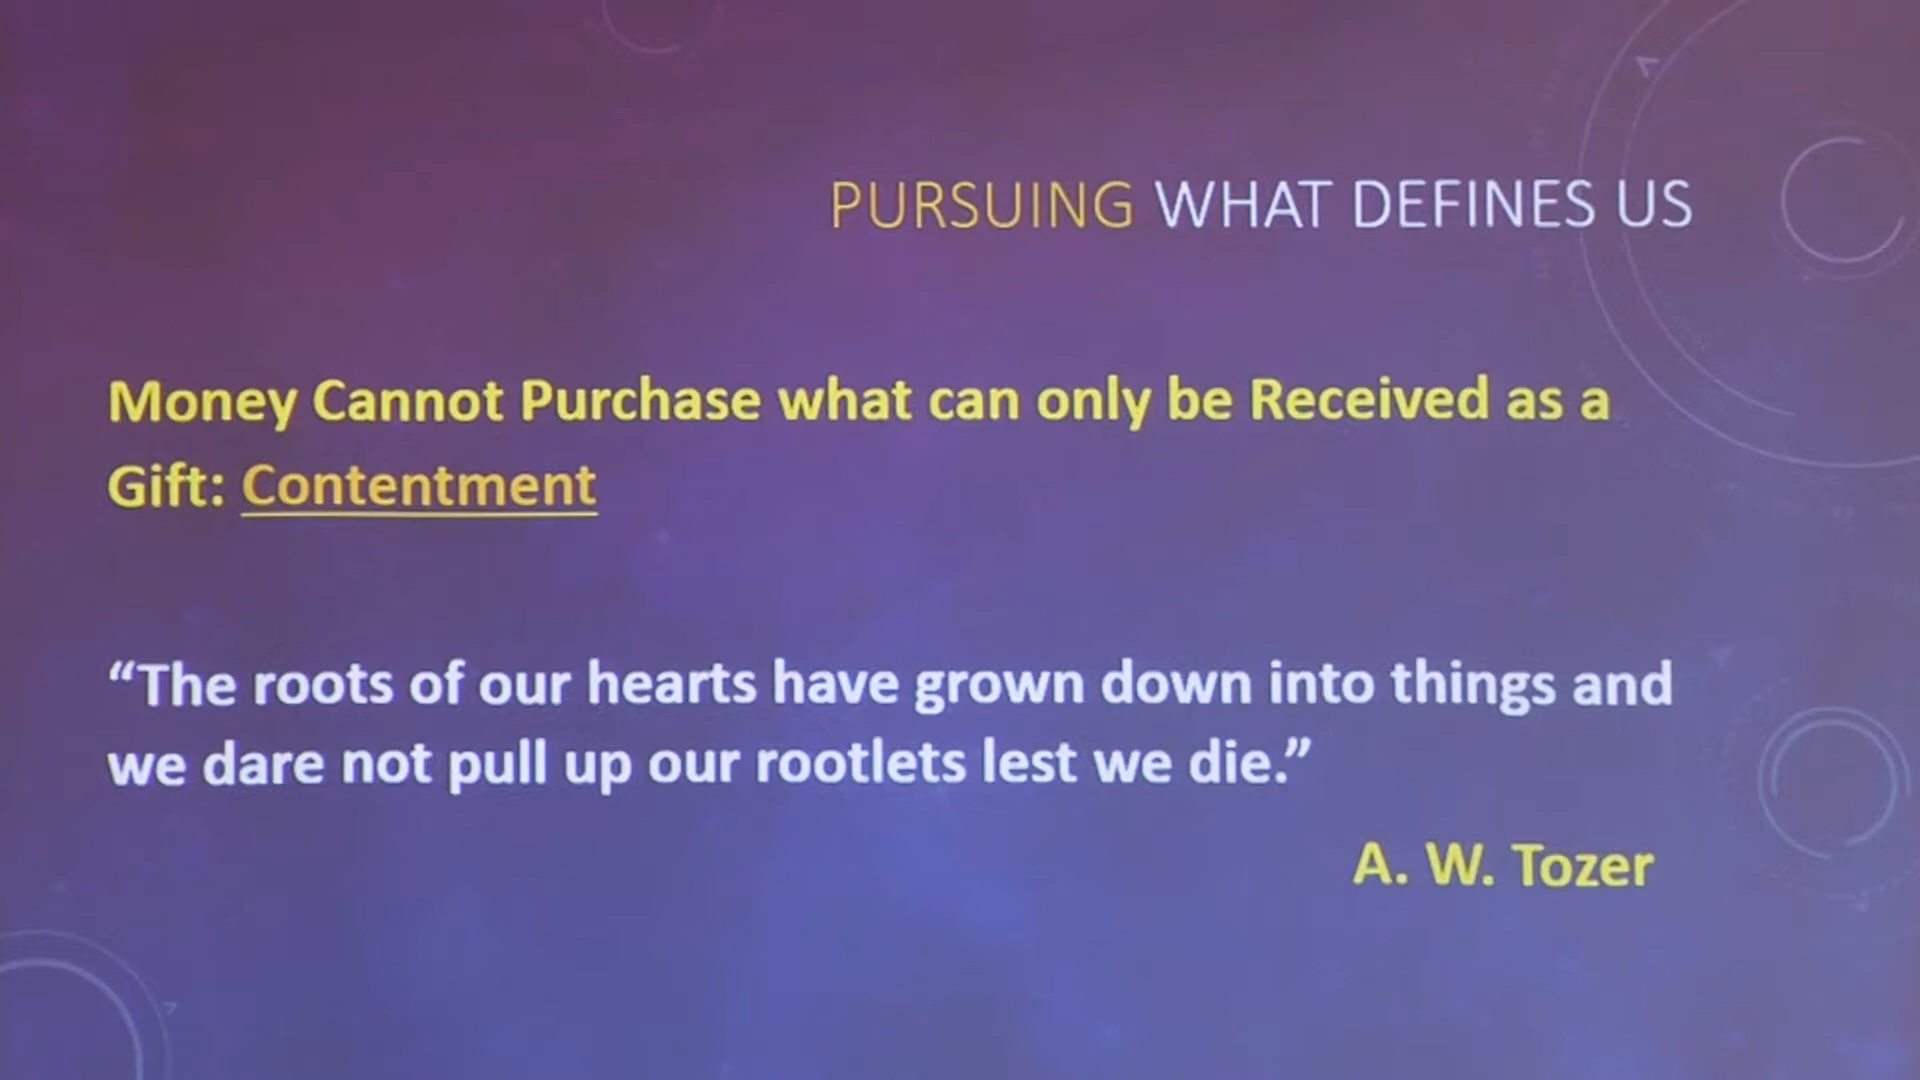 PURSUING WHAT DEFINES US
Money Cannot Purchase what can only be Received as a
Gift: Contentment
“The roots of our hearts have grown down into things and
we dare not pull up our rootlets lest we die.”
A. W. Tozer